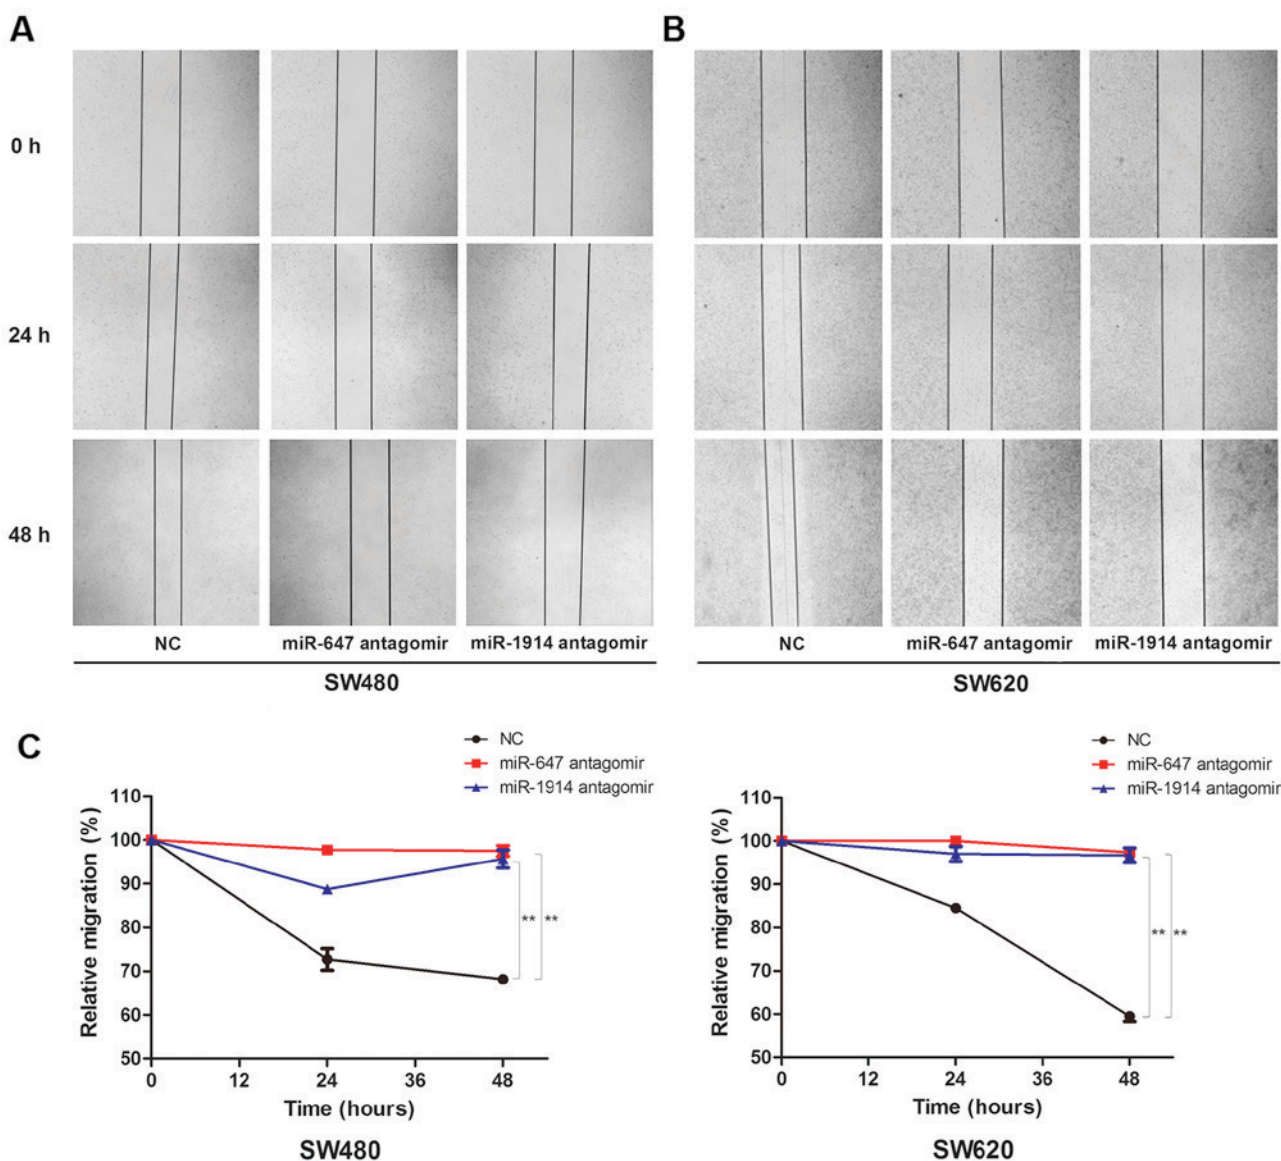 A
B
0 h
24 h
48 h
NC
miR-647 antagomir
miR-1914 antagomir
SW480
NC
miR-647 antagomir
miR-1914 antagomir
SW620
C
NC
miR-647 antagomir
miR-1914 antagomir
Relative migration (%)
110
100
90
80
70
60
50
** **
0 12 24 36 48
Time (hours)
SW480
NC
miR-647 antagomir
miR-1914 antagomir
Relative migration (%)
110
100
90
80
70
60
50
** **
0 12 24 36 48
Time (hours)
SW620